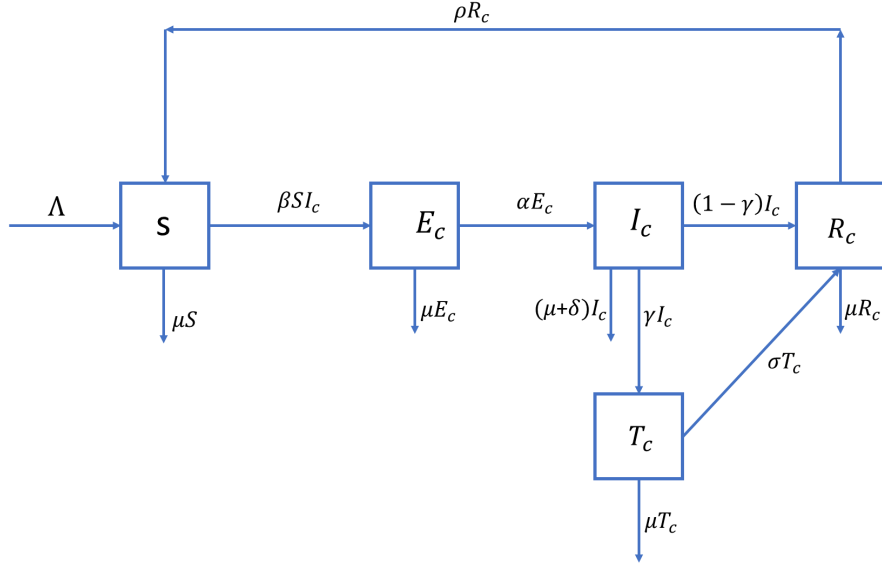 ρR_c
Λ
S
βSI_c
E_c
αE_c
I_c
(1 − γ)I_c
R_c
μS
μE_c
(μ+δ)I_c
γI_c
μR_c
σT_c
T_c
μT_c